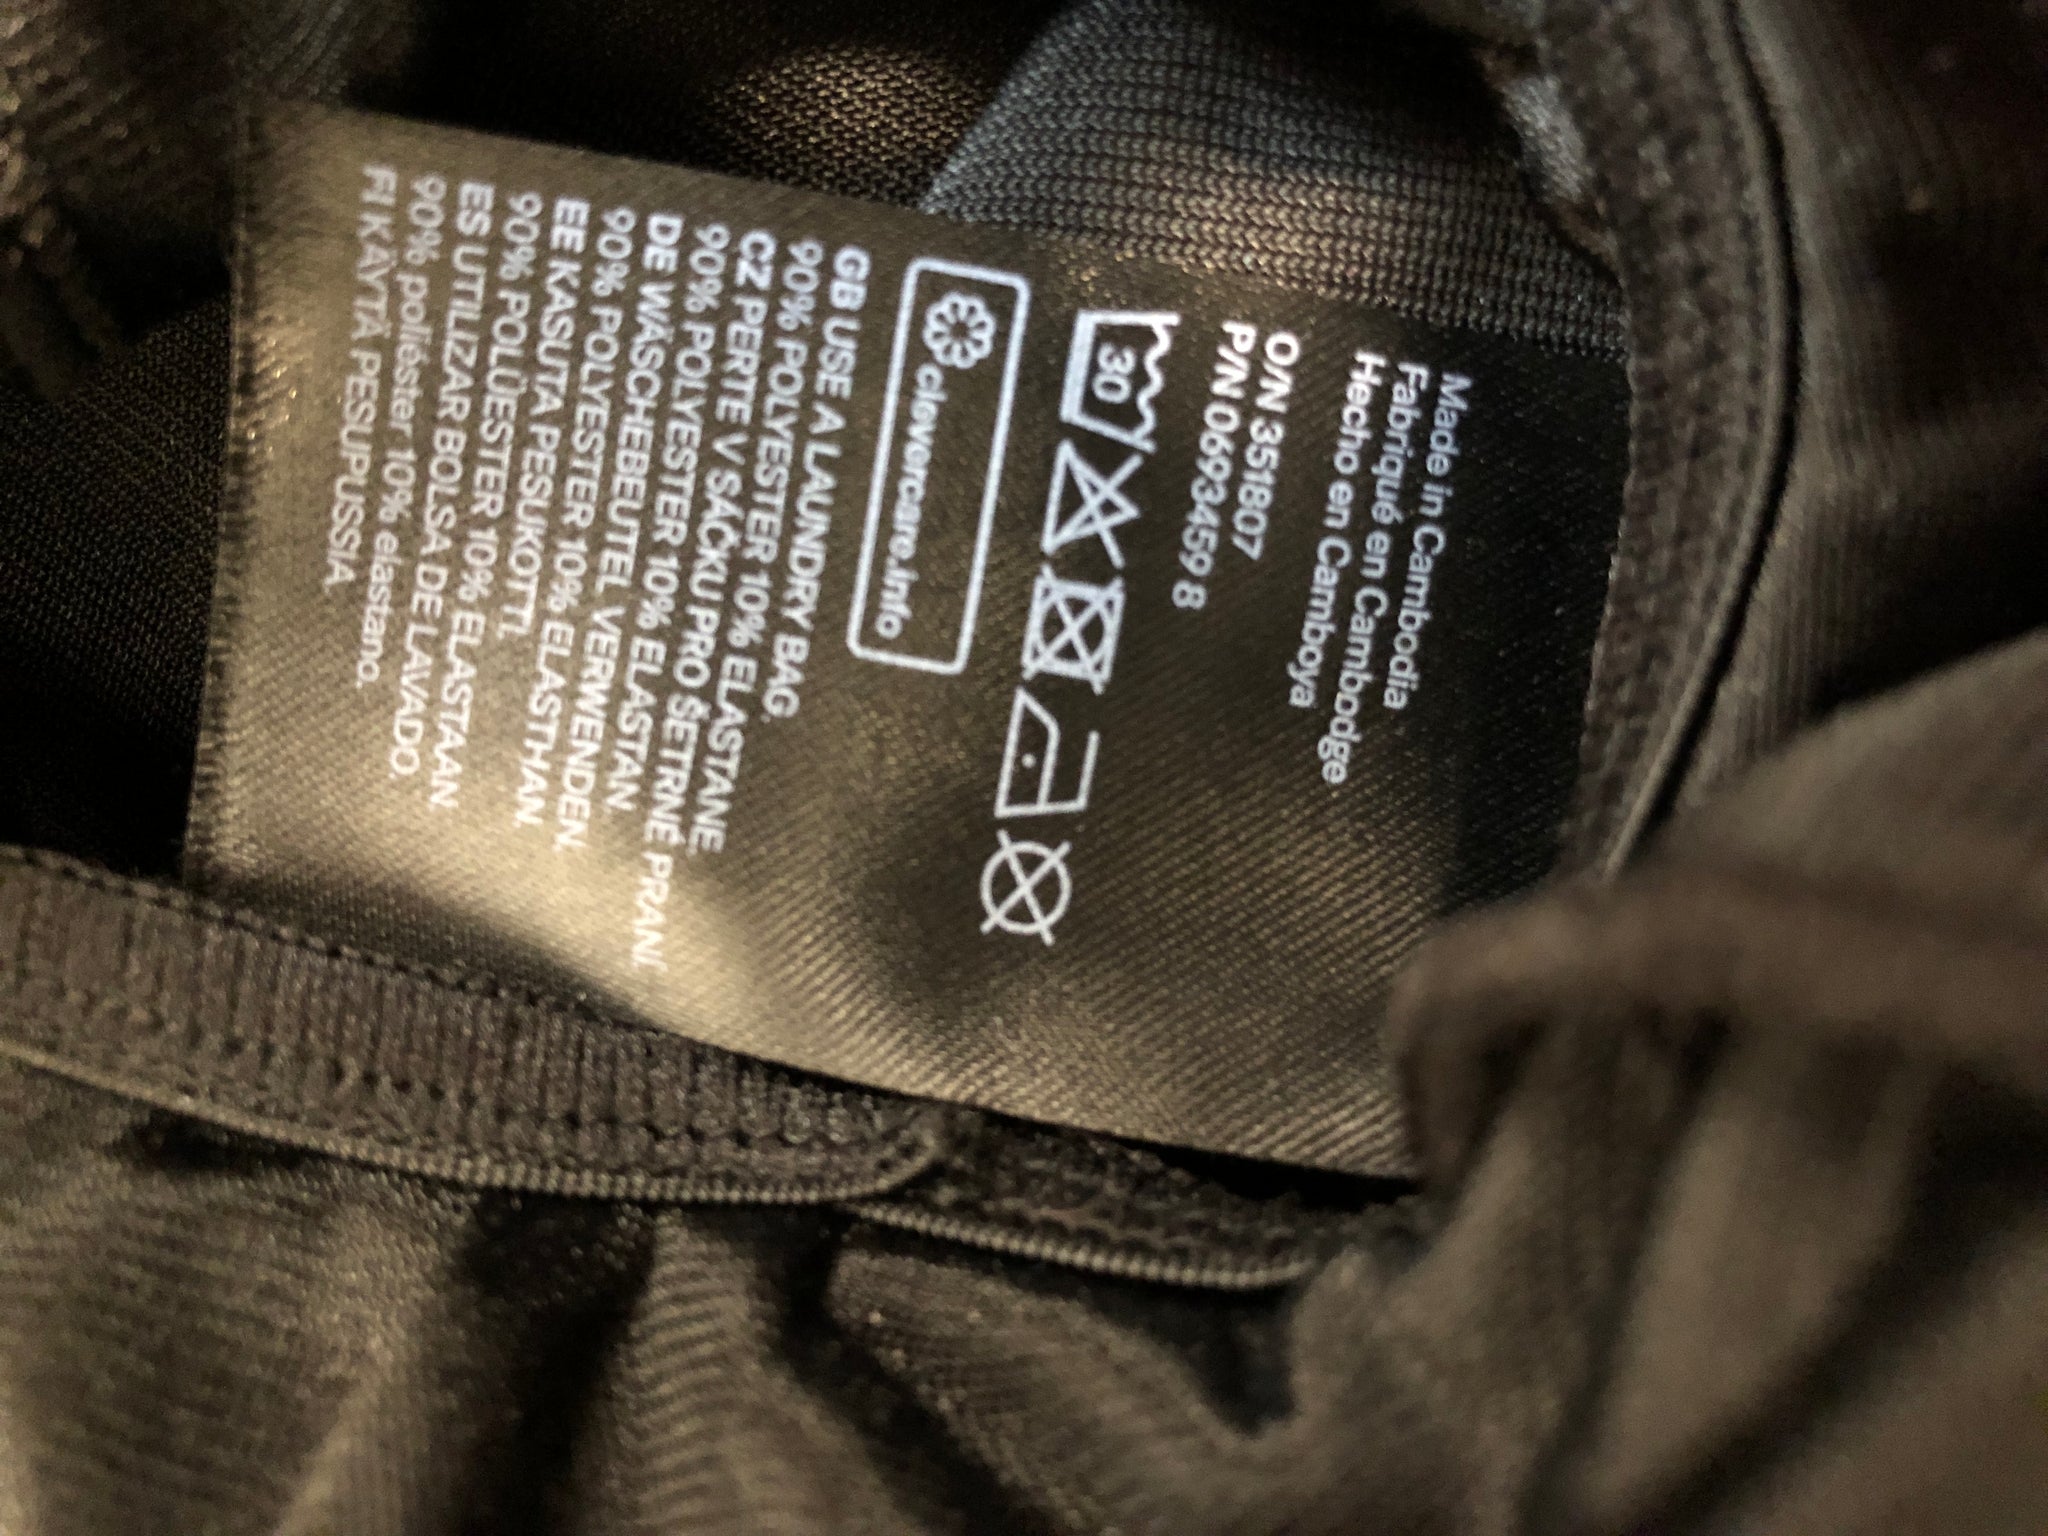 Made in Cambodia
Fabriqué en Cambodge
Hecho en Camboya
O/N 351807
P/N 0693459 8
30
clevercare.info
GB USE A LAUNDRY BAG.
90% POLYESTER 10% ELASTANE.
CZ PERTE V SÁČKU PRO ŠETRNÉ PRANÍ.
90% POLYESTER 10% ELASTAN.
DE WÄSCHEBEUTEL VERWENDEN.
90% POLYESTER 10% ELASTHAN.
EE KASUTA PESUKOTTI.
90% POLÜESTER 10% ELASTAAN.
ES UTILIZAR BOLSA DE LAVADO.
90% poliéster 10% elastano.
FI KÄYTÄ PESUPUSSIA.